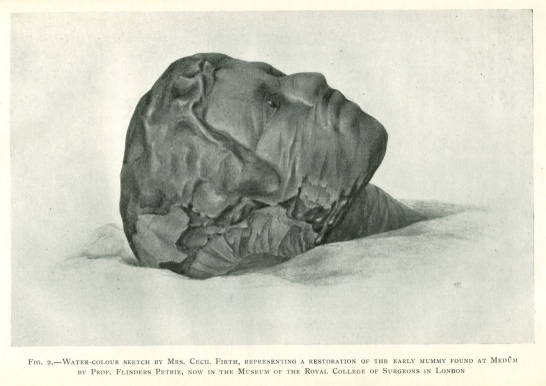 Fig. 2.—Water-colour sketch by Mrs. Cecil Firth, representing a restoration of the early mummy found at Medûm
by Prof. Flinders Petrie, now in the Museum of the Royal College of Surgeons in London